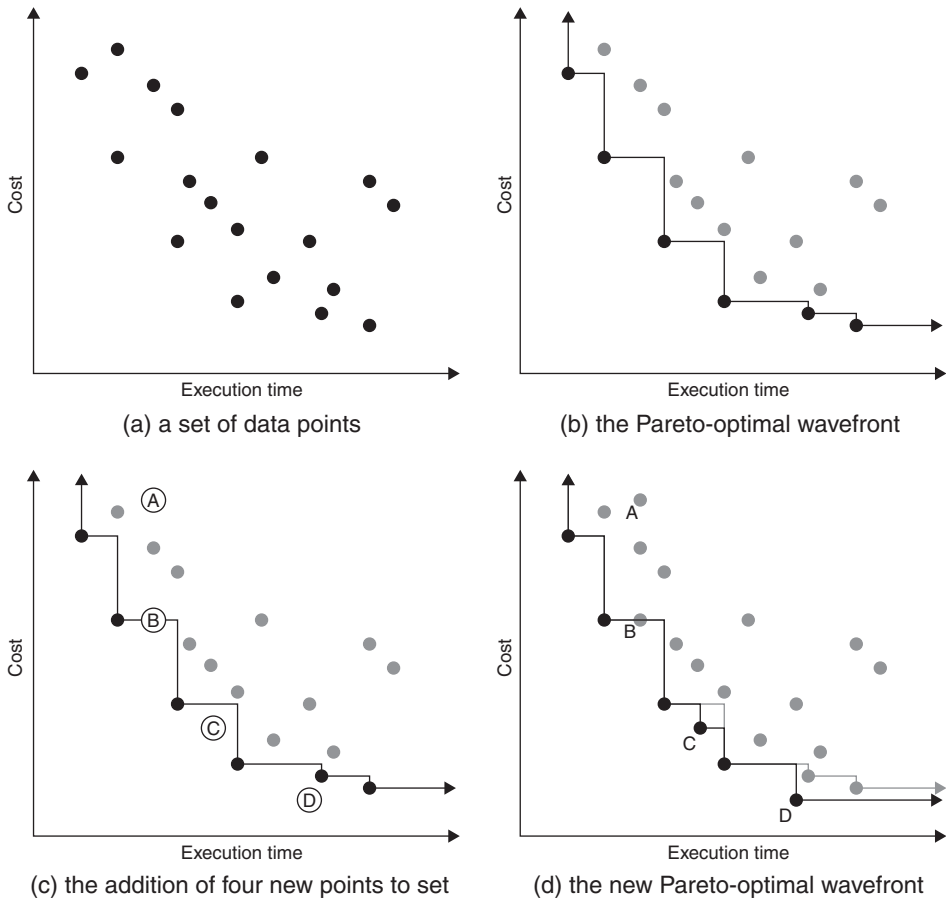 Cost
Execution time
(a) a set of data points
Cost
Execution time
(b) the Pareto-optimal wavefront
A
B
C
D
Cost
Execution time
(c) the addition of four new points to set
A
B
C
D
Cost
Execution time
(d) the new Pareto-optimal wavefront